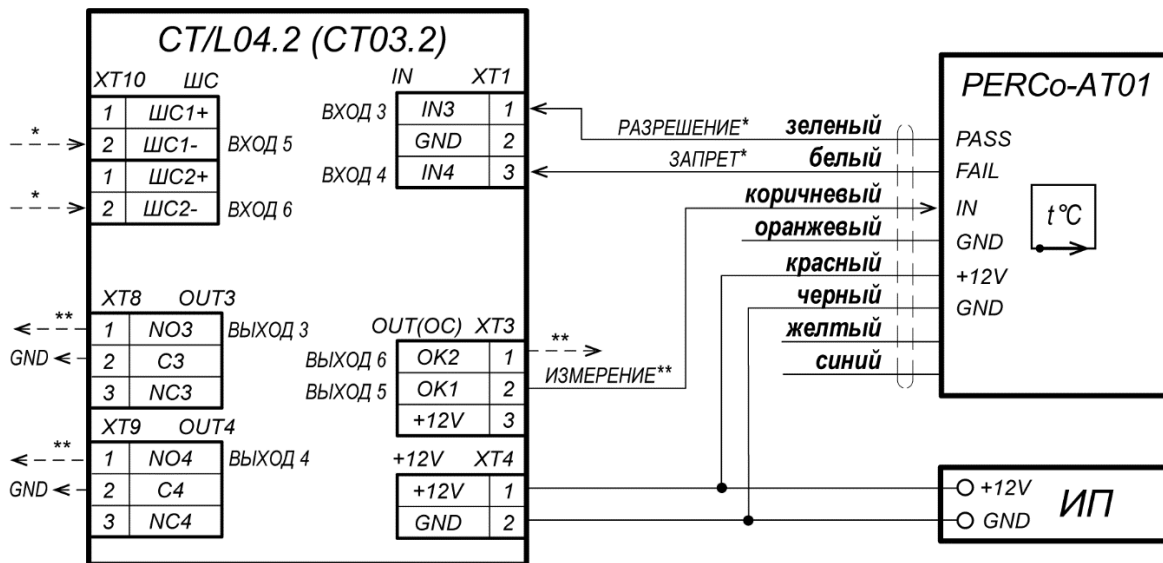 CT/L04.2 (CT03.2)
XT10 ШС
1 ШС1+
* 2 ШС1- ВХОД 5
1 ШС2+
* 2 ШС2- ВХОД 6
IN XT1
ВХОД 3 IN3 1
GND 2
ВХОД 4 IN4 3
XT8 OUT3
** 1 NO3 ВЫХОД 3
GND 2 C3
3 NC3
XT9 OUT4
** 1 NO4 ВЫХОД 4
GND 2 C4
3 NC4
OUT(OC) XT3
ВЫХОД 6 OK2 1 **
ВЫХОД 5 OK1 2 ИЗМЕРЕНИЕ**
+12V 3
+12V XT4
+12V 1
GND 2
PERCo-AT01
РАЗРЕШЕНИЕ* зеленый PASS
ЗАПРЕТ* белый FAIL
коричневый IN
оранжевый GND
красный +12V
черный GND
желтый
синий
t°C
+12V
GND
ИП